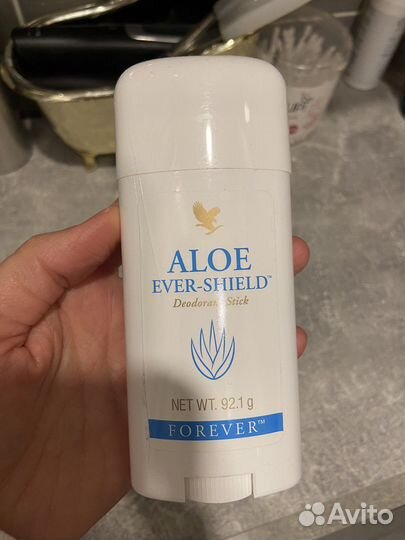 ALOE
EVER-SHIELD™
Deodorant Stick
NET WT. 92.1 g
FOREVER™
Avito